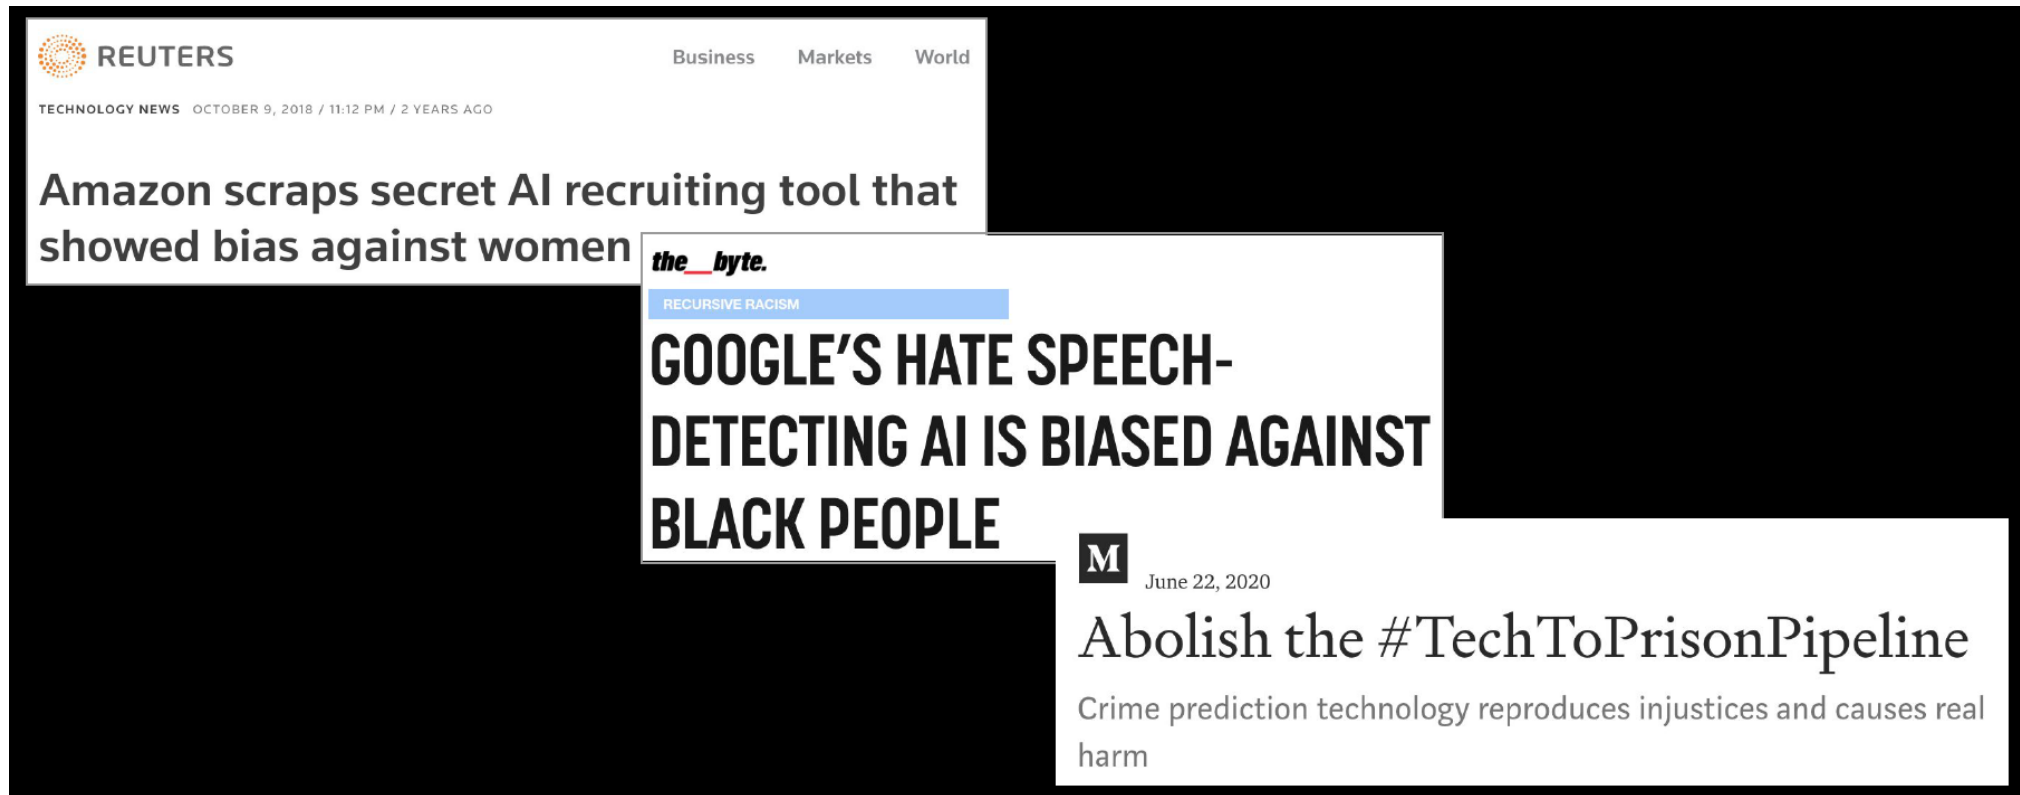 REUTERS
Business Markets World
TECHNOLOGY NEWS OCTOBER 9, 2018 / 11:12 PM / 2 YEARS AGO
Amazon scraps secret AI recruiting tool that
showed bias against women
the__byte.
RECURSIVE RACISM
GOOGLE'S HATE SPEECH-
DETECTING AI IS BIASED AGAINST
BLACK PEOPLE
M
June 22, 2020
Abolish the #TechToPrisonPipeline
Crime prediction technology reproduces injustices and causes real
harm